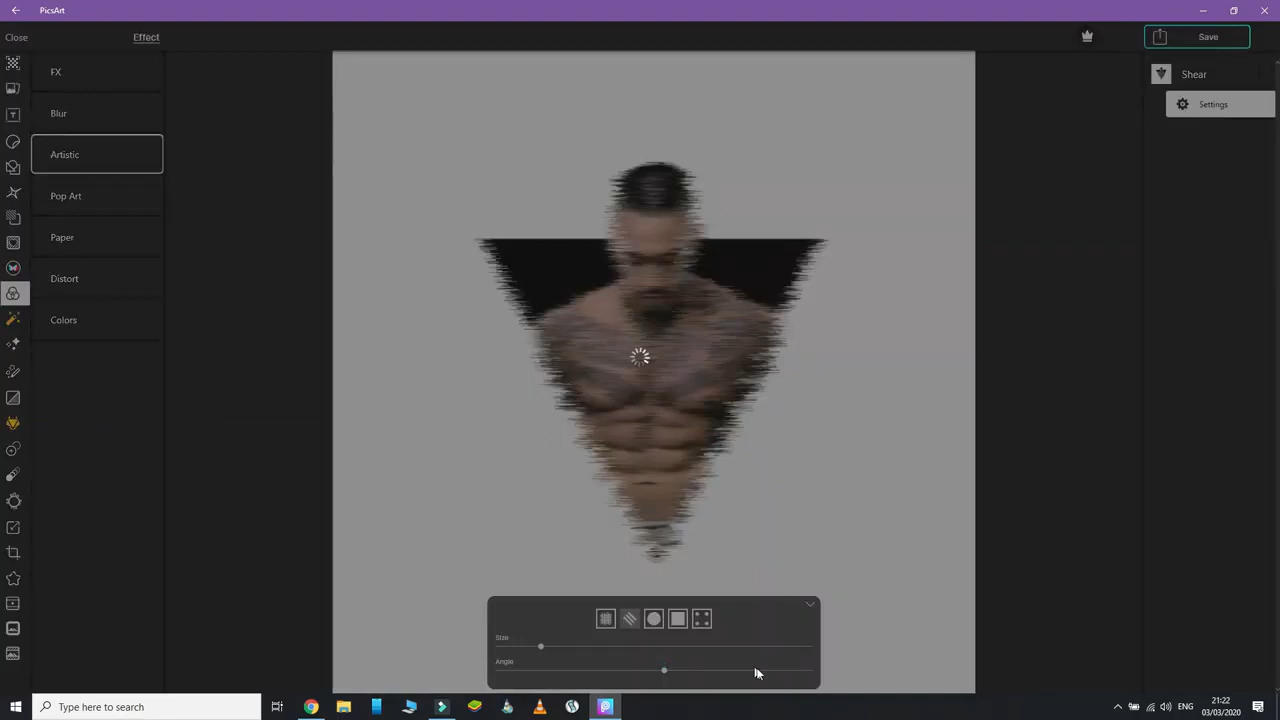 PicsArt
Close
Effect
Save
FX
Blur
Artistic
Pop Art
Paper
Distort
Colors
Shear
Settings
Size
Angle
Type here to search
ENG
21:22
03/03/2020